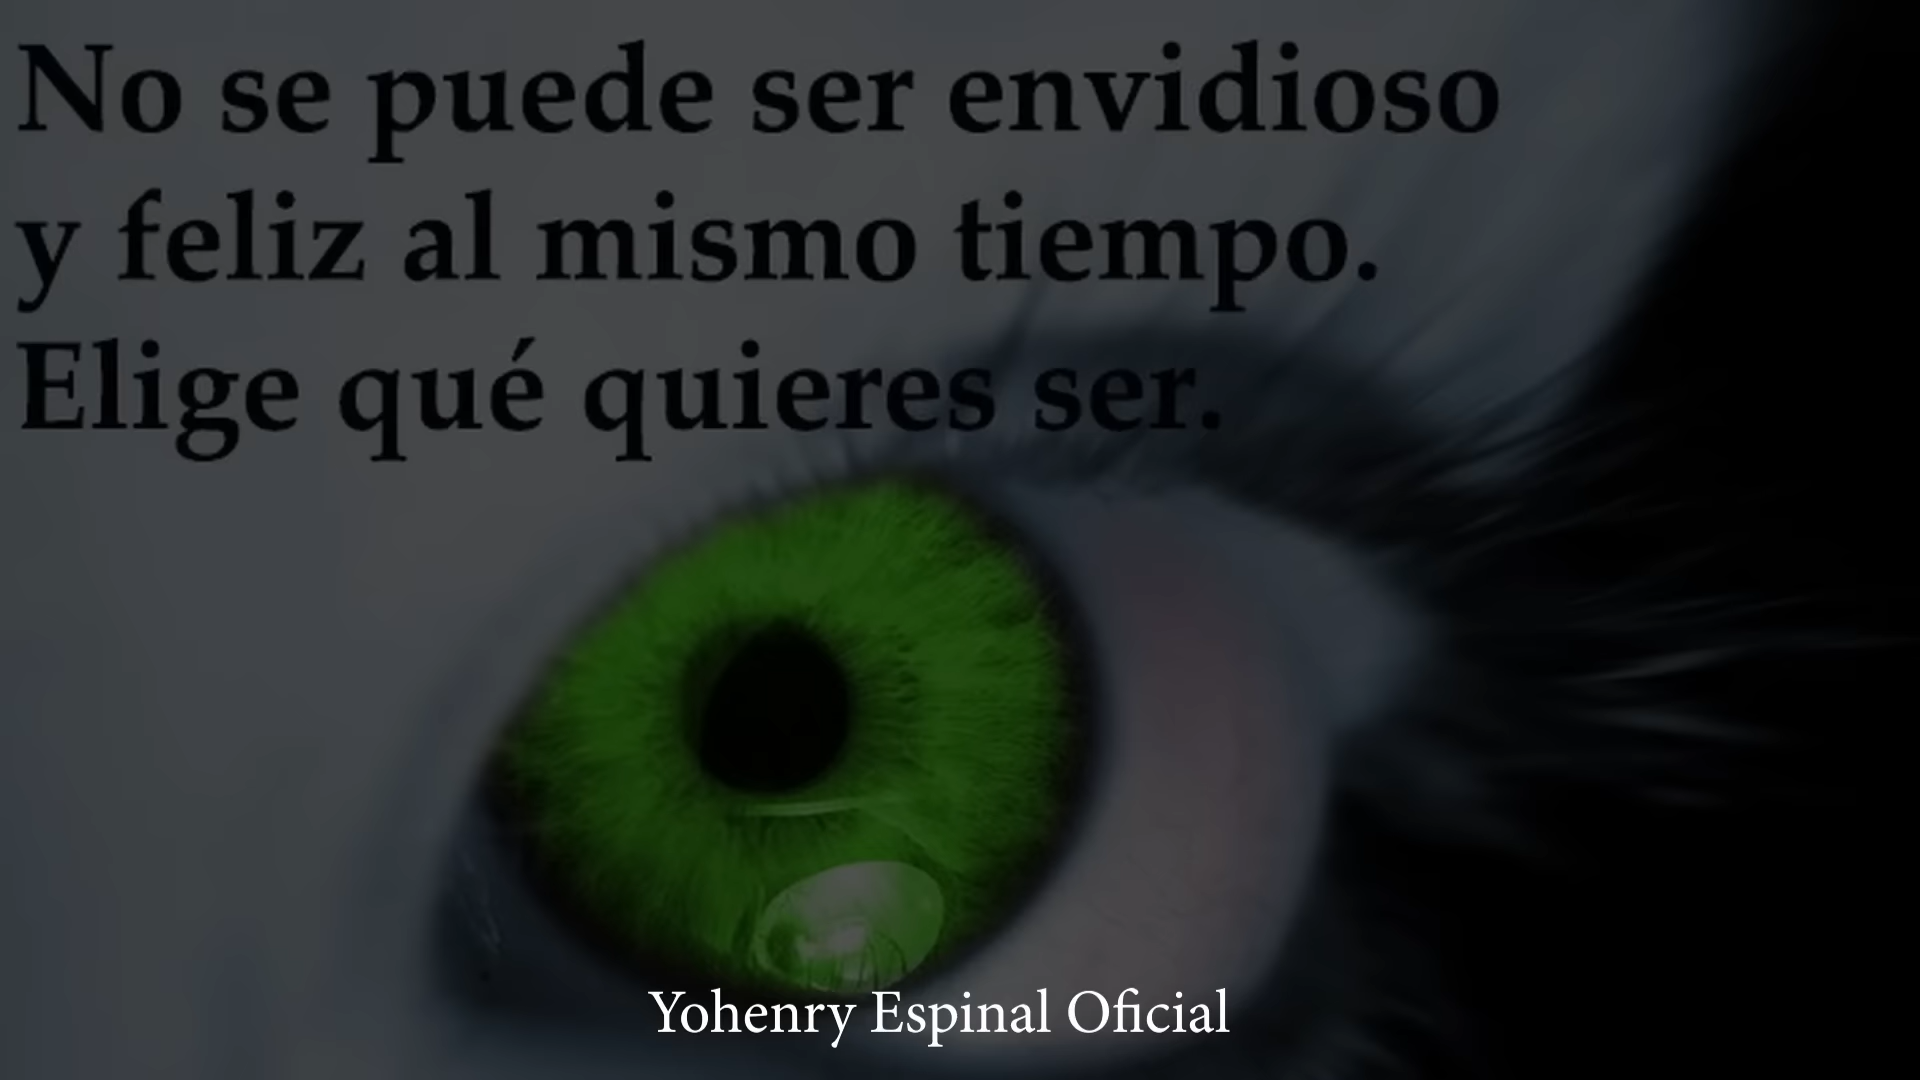 No se puede ser envidioso
y feliz al mismo tiempo.
Elige qué quieres ser.
Yohenry Espinal Oficial